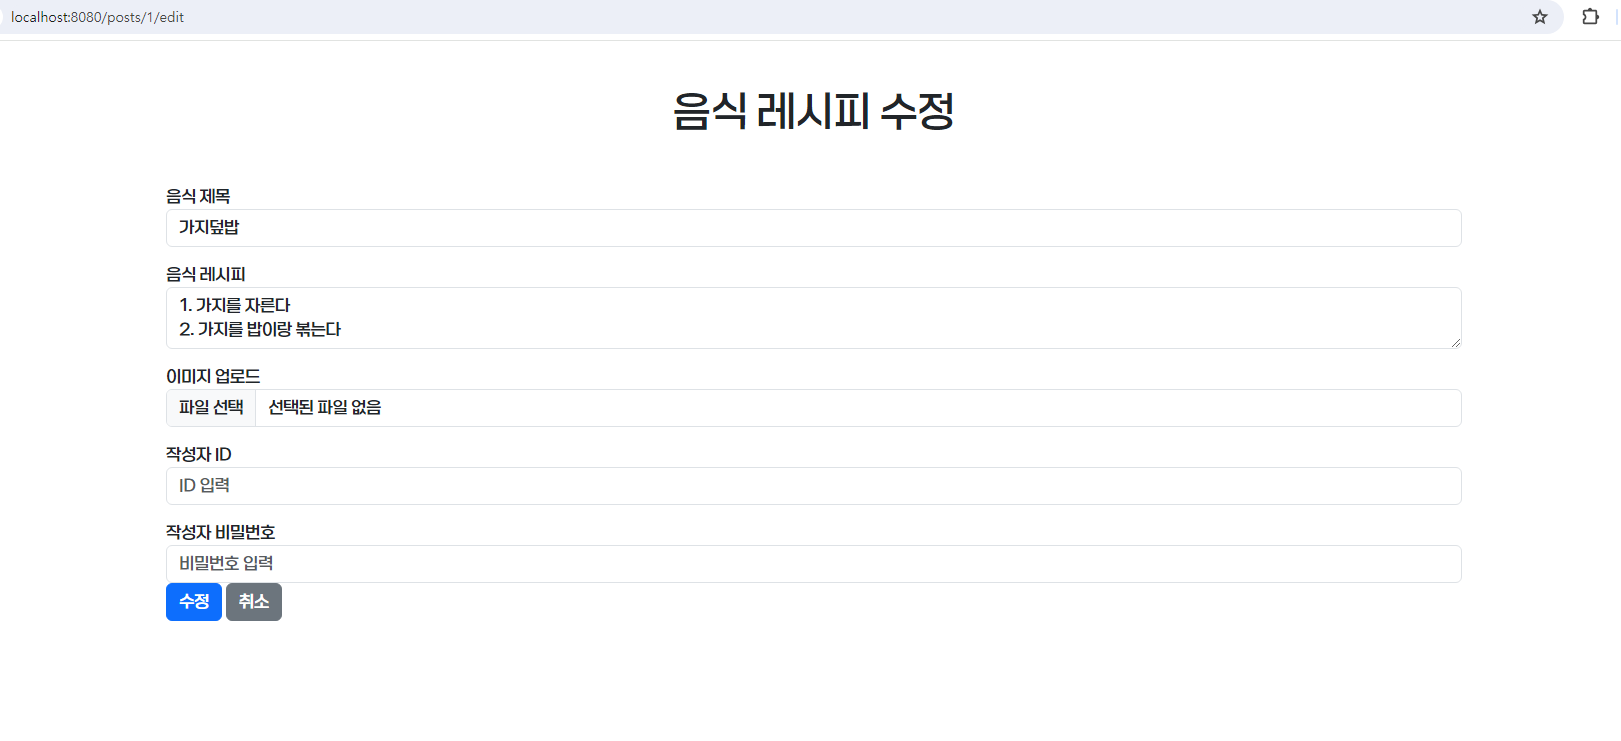 localhost:8080/posts/1/edit
음식 레시피 수정
음식 제목
가지덮밥
음식 레시피
1. 가지를 자른다
2. 가지를 밥이랑 볶는다
이미지 업로드
파일 선택 선택된 파일 없음
작성자 ID
ID 입력
작성자 비밀번호
비밀번호 입력
수정 취소